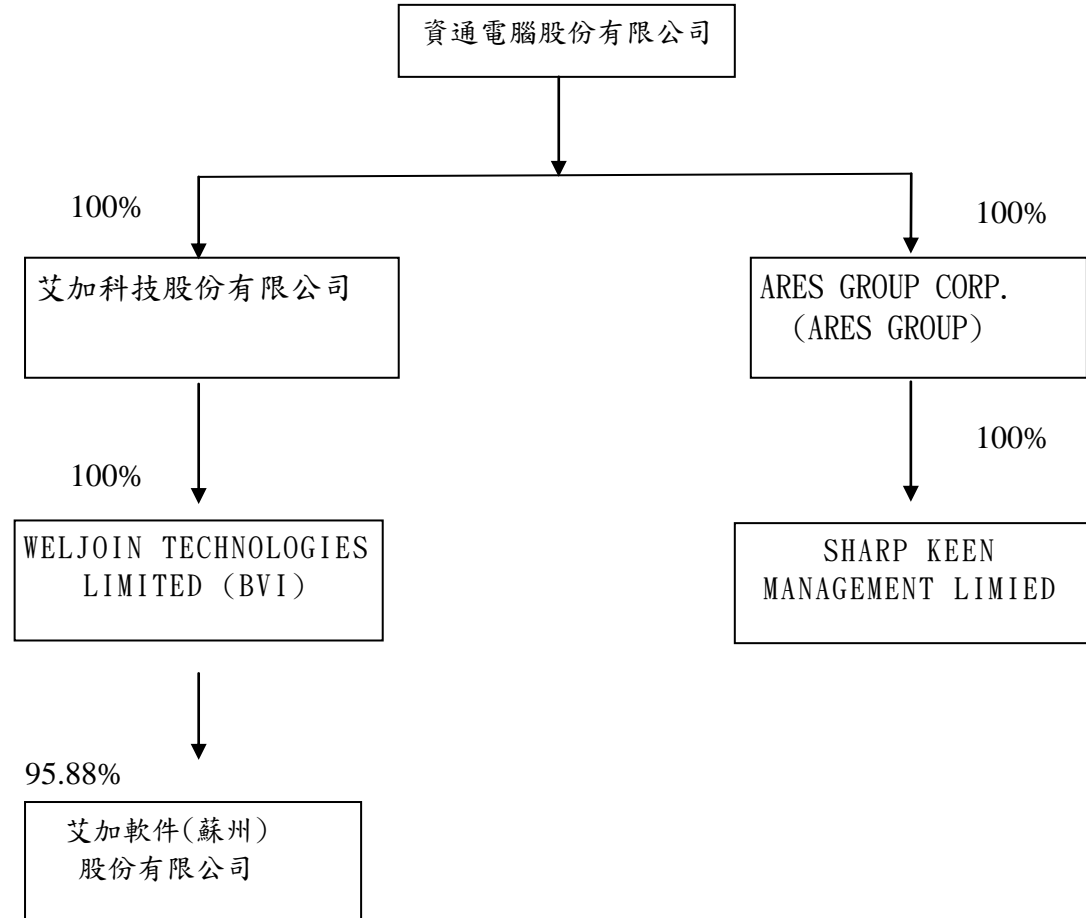 資通電腦股份有限公司
100%
100%
艾加科技股份有限公司
ARES GROUP CORP.
(ARES GROUP)
100%
100%
WELJOIN TECHNOLOGIES
LIMITED (BVI)
SHARP KEEN
MANAGEMENT LIMIED
95.88%
艾加軟件(蘇州)
股份有限公司